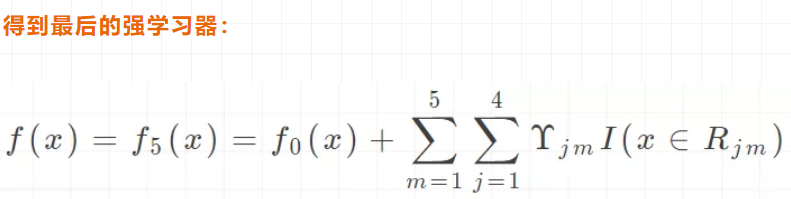 得到最后的强学习器：
f(x) = f₅(x) = f₀(x) + ∑_{m=1}^{5} ∑_{j=1}^{4} ϒ_{jm} I(x ∈ R_{jm})